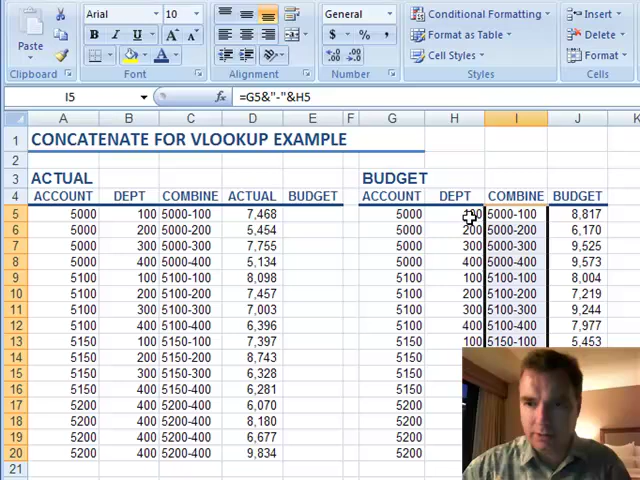 Paste
Clipboard
Arial 10
B I U A A
Font
Alignment
General
$ % ,
Number
Conditional Formatting
Format as Table
Cell Styles
Styles
Insert
Delete
Format
Cells
I5 fx =G5&"-"&H5
A B C D E F G H I J K
1 CONCATENATE FOR VLOOKUP EXAMPLE
2
3 ACTUAL BUDGET
4 ACCOUNT DEPT COMBINE ACTUAL BUDGET ACCOUNT DEPT COMBINE BUDGET
5 5000 100 5000-100 7,468 5000 100 5000-100 8,817
6 5000 200 5000-200 5,454 5000 200 5000-200 6,170
7 5000 300 5000-300 7,755 5000 300 5000-300 9,525
8 5000 400 5000-400 5,134 5000 400 5000-400 9,573
9 5100 100 5100-100 8,098 5100 100 5100-100 8,004
10 5100 200 5100-200 7,457 5100 200 5100-200 7,219
11 5100 300 5100-300 7,003 5100 300 5100-300 9,244
12 5100 400 5100-400 6,396 5100 400 5100-400 7,977
13 5150 100 5150-100 7,397 5150 100 5150-100 5,453
14 5150 200 5150-200 8,743 5150
15 5150 300 5150-300 6,328 5150
16 5150 400 5150-400 6,281 5150
17 5200 400 5200-400 6,070 5200
18 5200 400 5200-400 8,180 5200
19 5200 400 5200-400 6,677 5200
20 5200 400 5200-400 9,834 5200
21